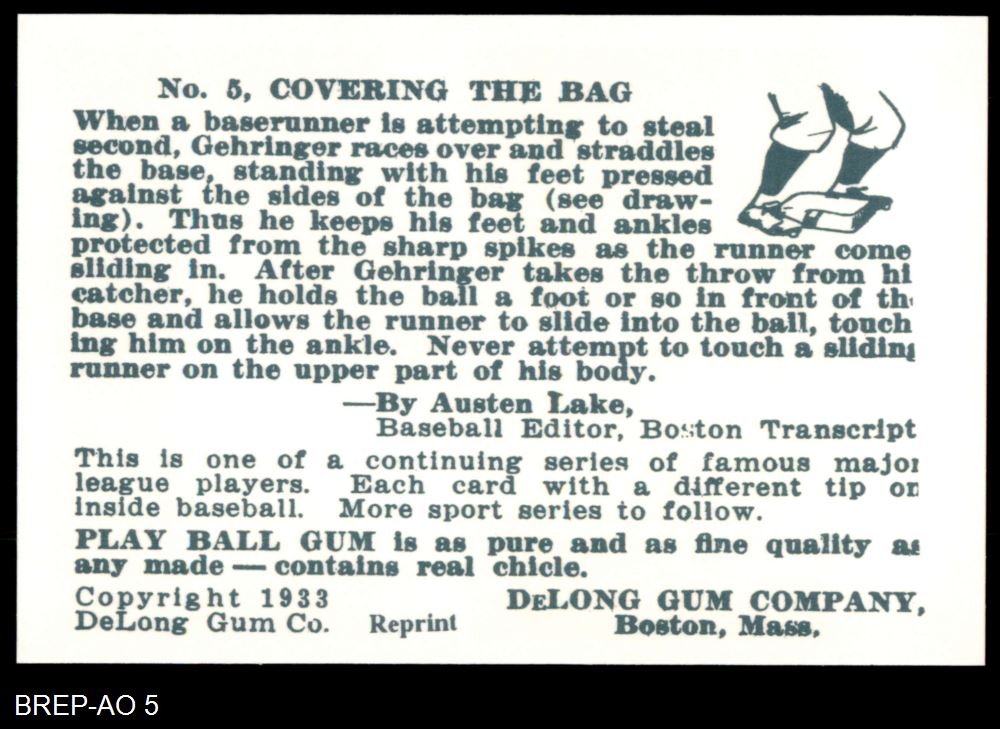 No. 5, COVERING THE BAG
When a baserunner is attempting to steal
second, Gehringer races over and straddles
the base, standing with his feet pressed
against the sides of the bag (see draw-
ing). Thus he keeps his feet and ankles
protected from the sharp spikes as the runner come
sliding in. After Gehringer takes the throw from hi
catcher, he holds the ball a foot or so in front of th
base and allows the runner to slide into the ball, touch
ing him on the ankle. Never attempt to touch a sliding
runner on the upper part of his body.
—By Austen Lake,
Baseball Editor, Boston Transcript
This is one of a continuing series of famous major
league players. Each card with a different tip on
inside baseball. More sport series to follow.
PLAY BALL GUM is as pure and as fine quality as
any made — contains real chicle.
Copyright 1933
DeLong Gum Co. Reprint
DELONG GUM COMPANY,
Boston, Mass.
BREP-AO 5